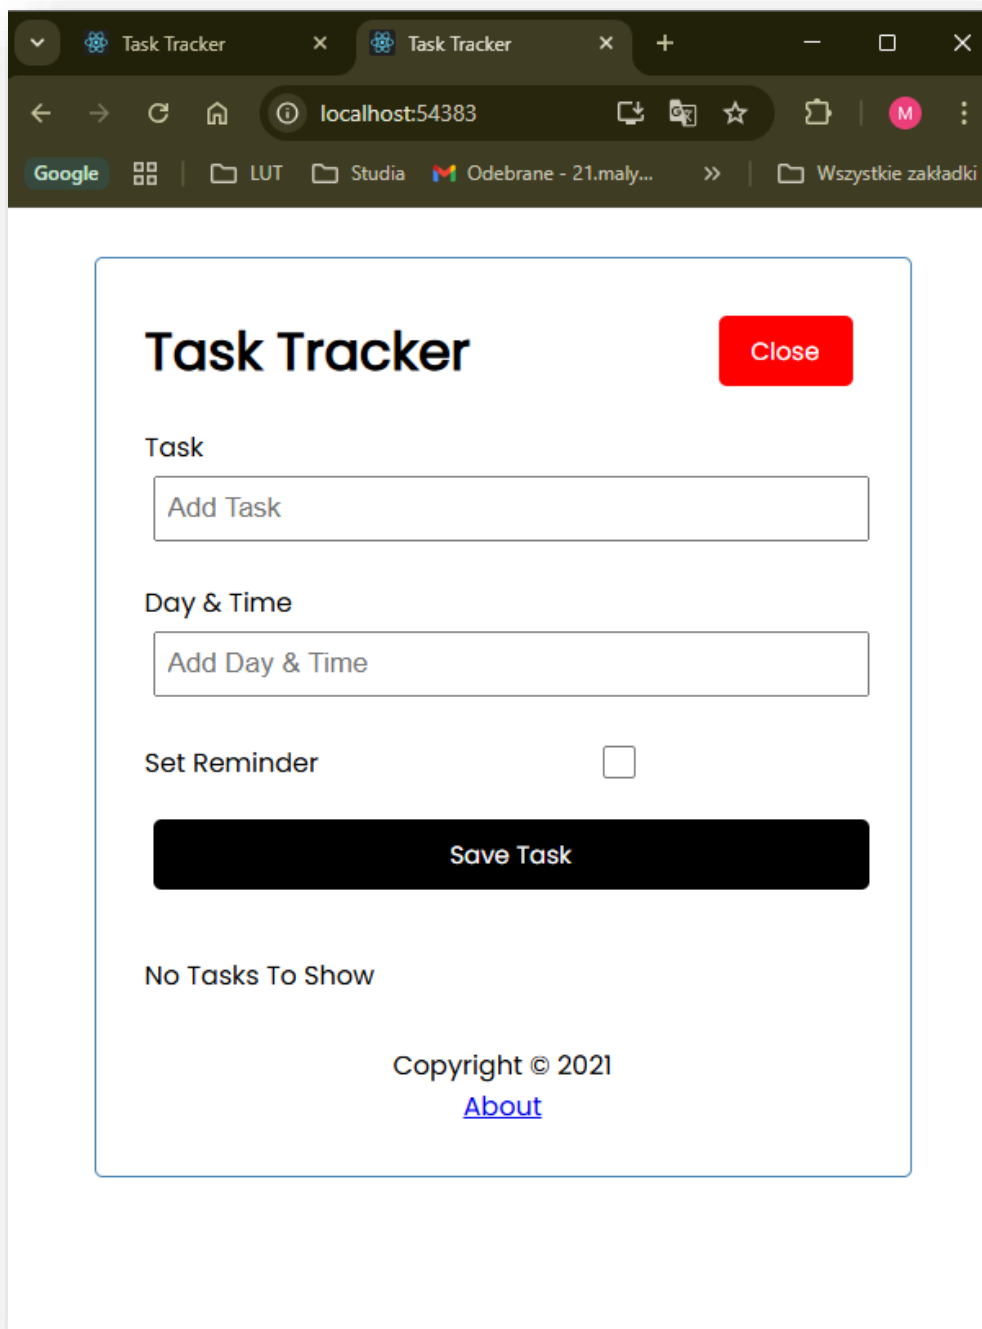 Task Tracker Task Tracker
localhost:54383 M
Google LUT Studia Odebrane - 21.maly... Wszystkie zakładki
Task Tracker Close
Task
Add Task
Day & Time
Add Day & Time
Set Reminder
Save Task
No Tasks To Show
Copyright © 2021
About